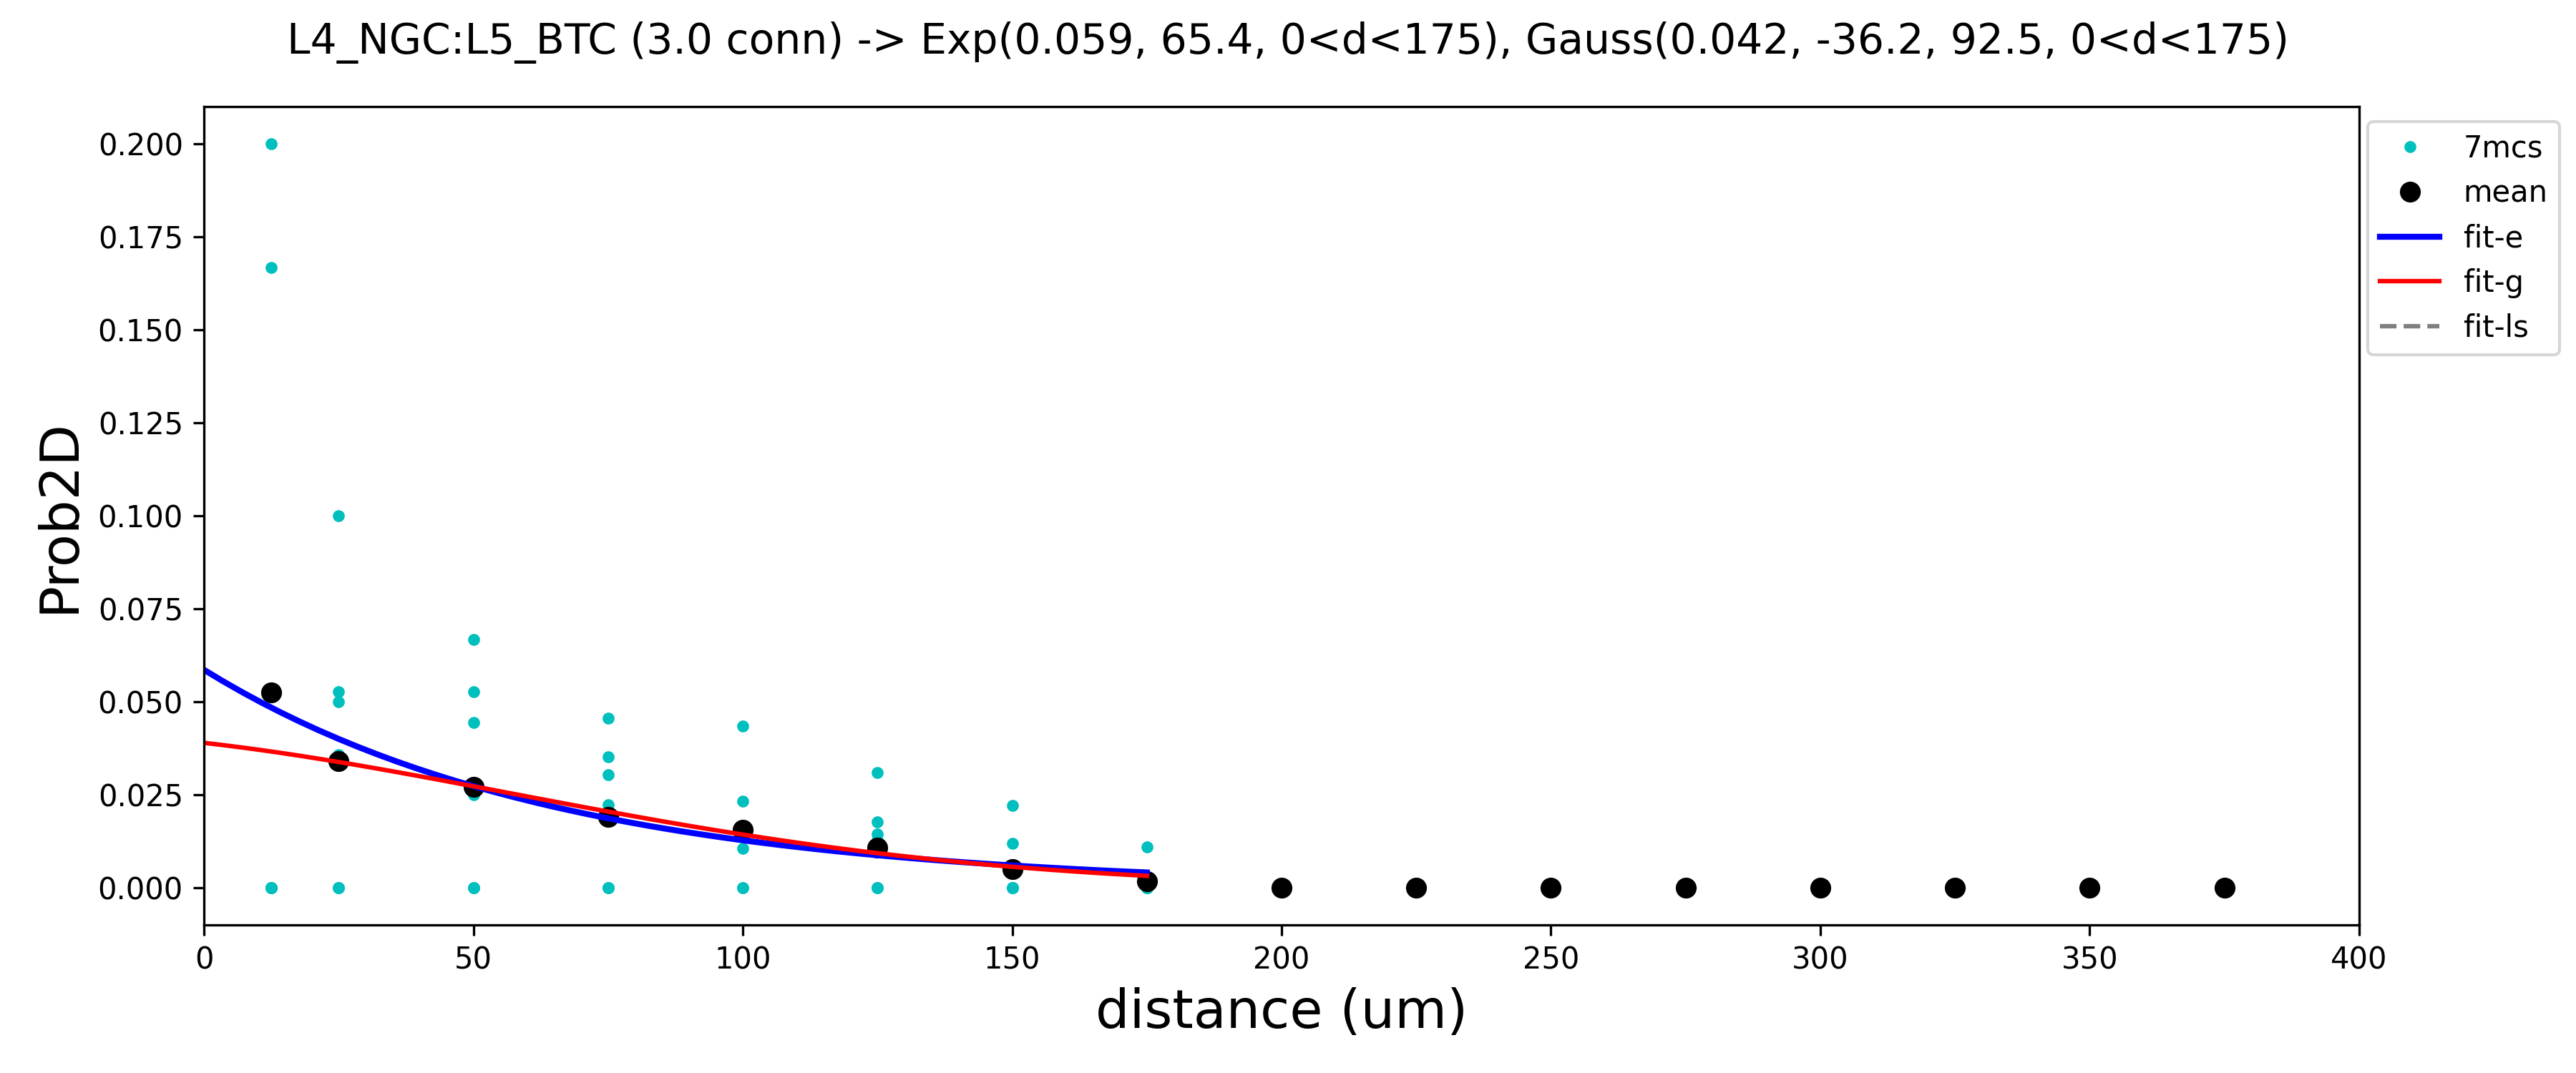 L4_NGC:L5_BTC (3.0 conn) -> Exp(0.059, 65.4, 0<d<175), Gauss(0.042, -36.2, 92.5, 0<d<175)
0.200
0.175
0.150
0.125
0.100
0.075
0.050
0.025
0.000
Prob2D
0 50 100 150 200 250 300 350 400
distance (um)
7mcs
mean
fit-e
fit-g
fit-ls